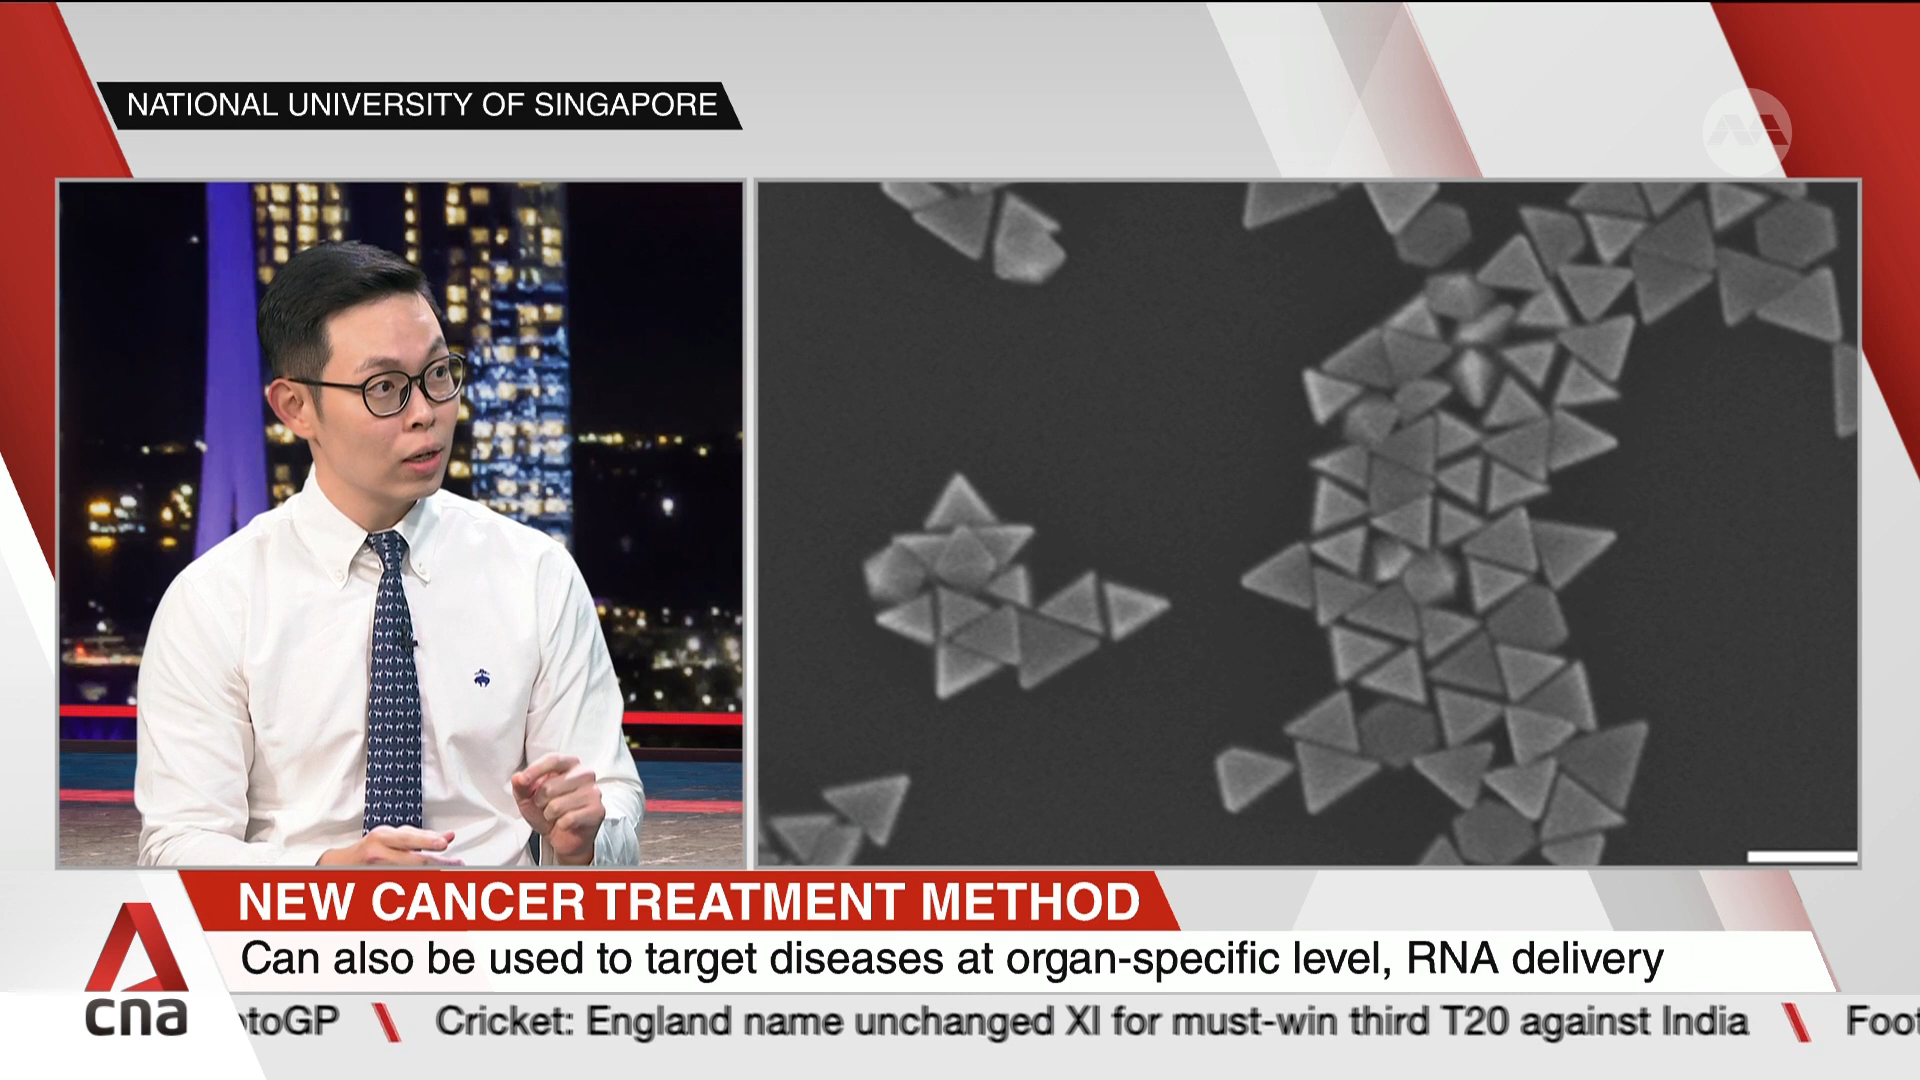 NATIONAL UNIVERSITY OF SINGAPORE
NEW CANCER TREATMENT METHOD
Can also be used to target diseases at organ-specific level, RNA delivery
cna
Cricket: England name unchanged XI for must-win third T20 against India